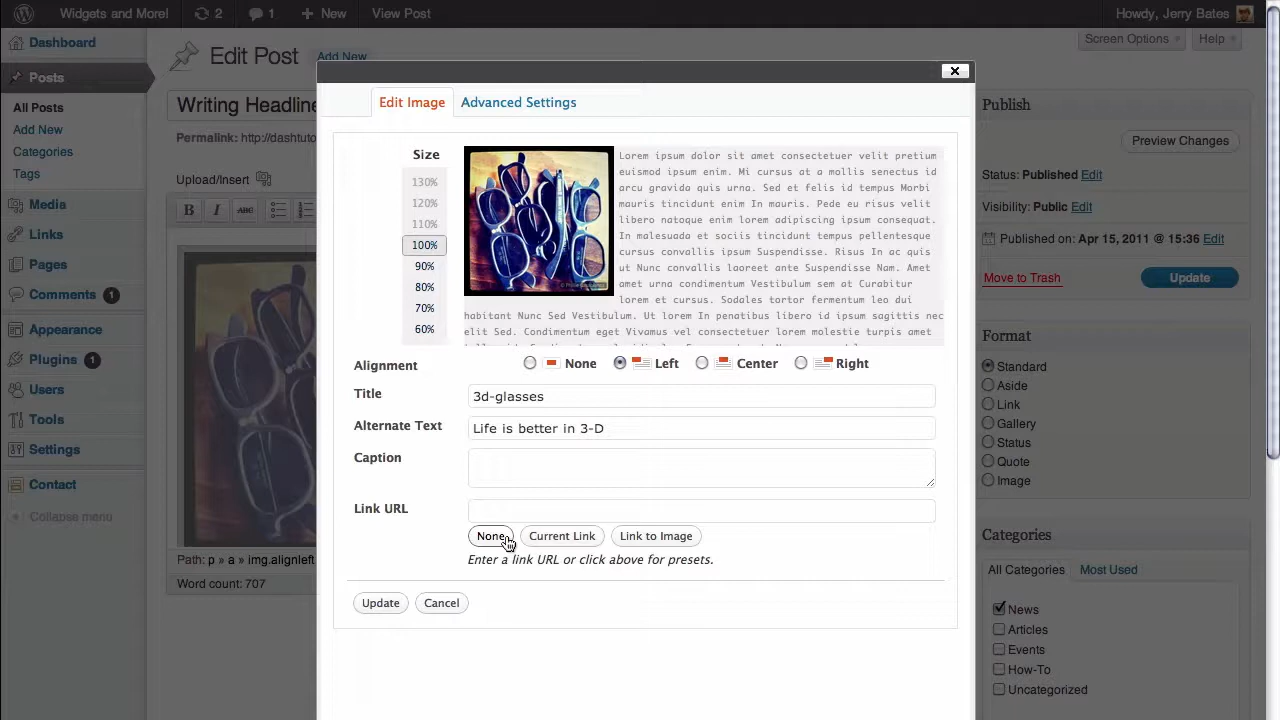 Widgets and More! 2 1 + New View Post Howdy, Jerry Bates
Dashboard
Posts
All Posts
Add New
Categories
Tags
Media
Links
Pages
Comments 1
Appearance
Plugins 1
Users
Tools
Settings
Contact
Collapse menu
Edit Post Add New
Screen Options Help
Writing Headline
Permalink: http://dashtuto
Upload/Insert
B I ABC
Path: p » a » img.alignleft
Word count: 707
Edit Image Advanced Settings
Size
130%
120%
110%
100%
90%
80%
70%
60%
Lorem ipsum dolor sit amet consectetuer velit pretium
euismod ipsum enim. Mi cursus at a mollis senectus id
arcu gravida quis urna. Sed et felis id tempus Morbi
mauris tincidunt enim In mauris. Pede eu risus velit
libero natoque enim lorem adipiscing ipsum consequat.
In malesuada et sociis tincidunt tempus pellentesque
cursus convallis ipsum Suspendisse. Risus In ac quis
ut Nunc convallis laoreet ante Suspendisse Nam. Amet
amet urna condimentum Vestibulum sem at Curabitur
lorem et cursus. Sodales tortor fermentum leo dui
habitant Nunc Sed Vestibulum. Ut lorem In penatibus libero id ipsum sagittis nec
elit Sed. Condimentum eget Vivamus vel consectetuer lorem molestie turpis amet
Alignment None Left Center Right
Title 3d-glasses
Alternate Text Life is better in 3-D
Caption
Link URL
None Current Link Link to Image
Enter a link URL or click above for presets.
Update Cancel
Publish
Preview Changes
Status: Published Edit
Visibility: Public Edit
Published on: Apr 15, 2011 @ 15:36 Edit
Move to Trash Update
Format
Standard
Aside
Link
Gallery
Status
Quote
Image
Categories
All Categories Most Used
News
Articles
Events
How-To
Uncategorized